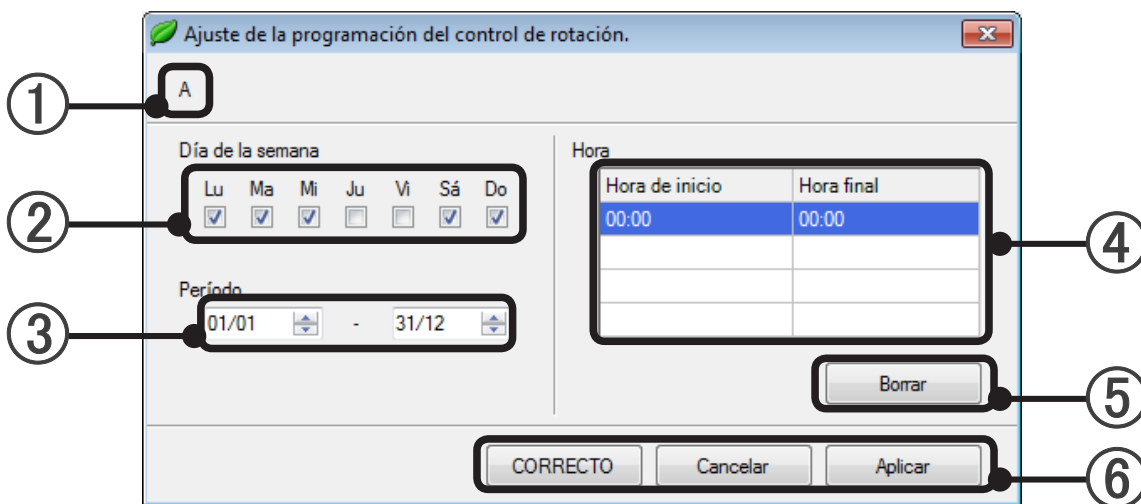 Ajuste de la programación del control de rotación.
① A
Día de la semana
Hora
② Lu Ma Mi Ju Vi Sá Do
Hora de inicio Hora final
00:00 00:00
④
Período
③ 01/01 - 31/12
Borrar ⑤
CORRECTO Cancelar Aplicar ⑥